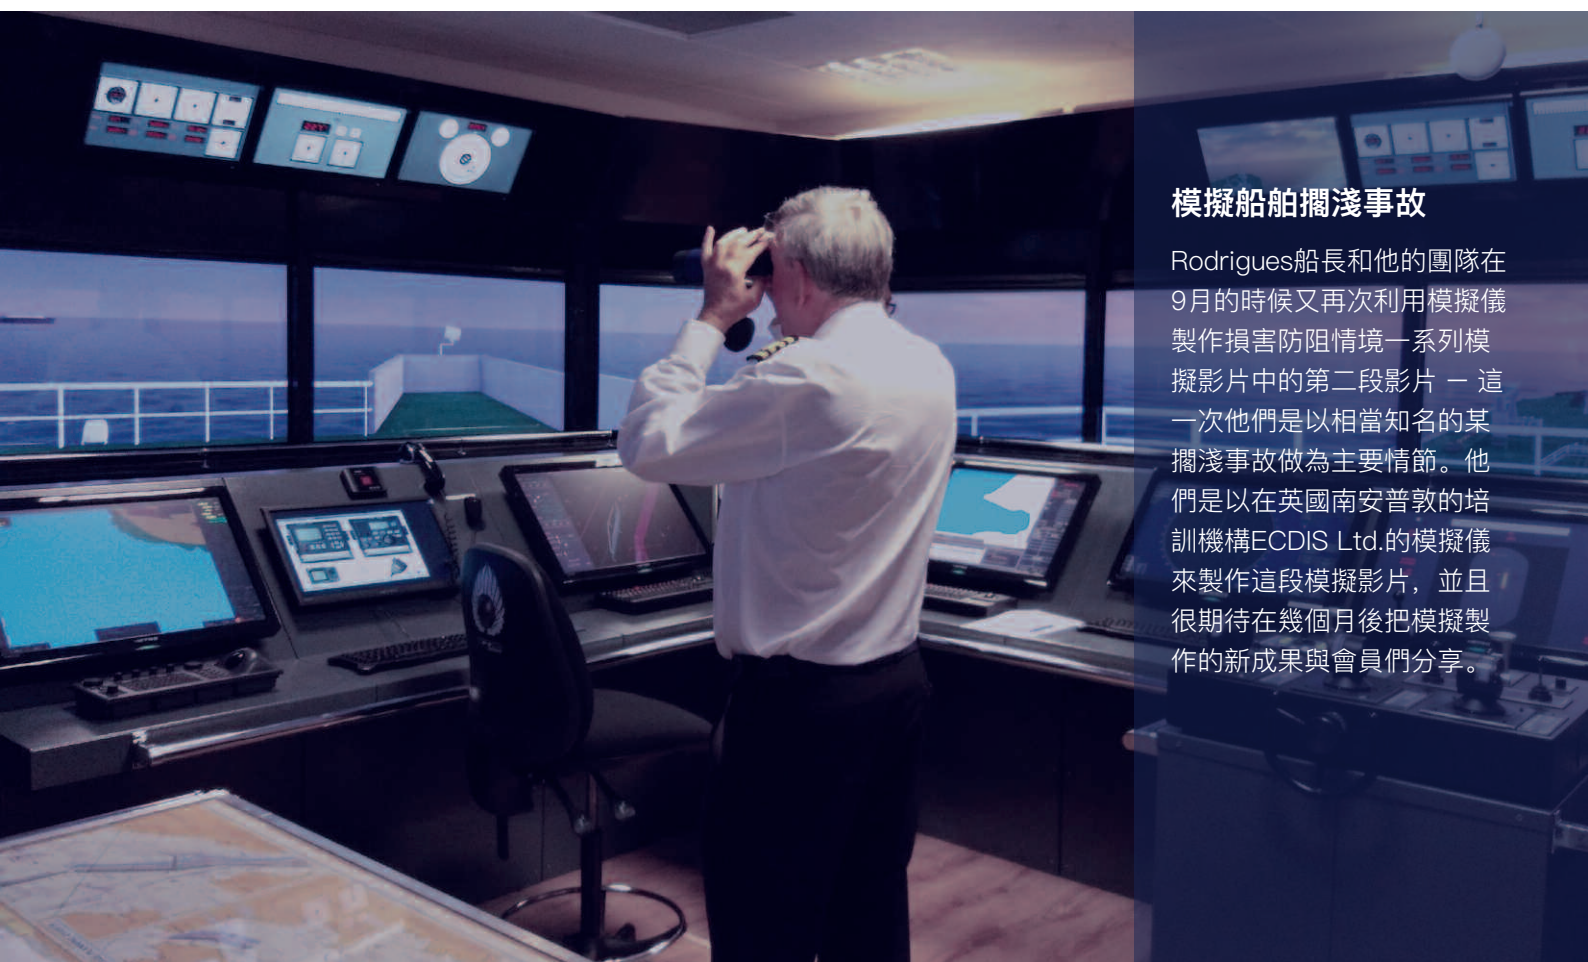 模擬船舶擱淺事故
Rodrigues船長和他的團隊在
9月的時候又再次利用模擬儀
製作損害防阻情境一系列模
擬影片中的第二段影片 － 這
一次他們是以相當知名的某
擱淺事故做為主要情節。他
們是以在英國南安普敦的培
訓機構ECDIS Ltd.的模擬儀
來製作這段模擬影片，並且
很期待在幾個月後把模擬製
作的新成果與會員們分享。